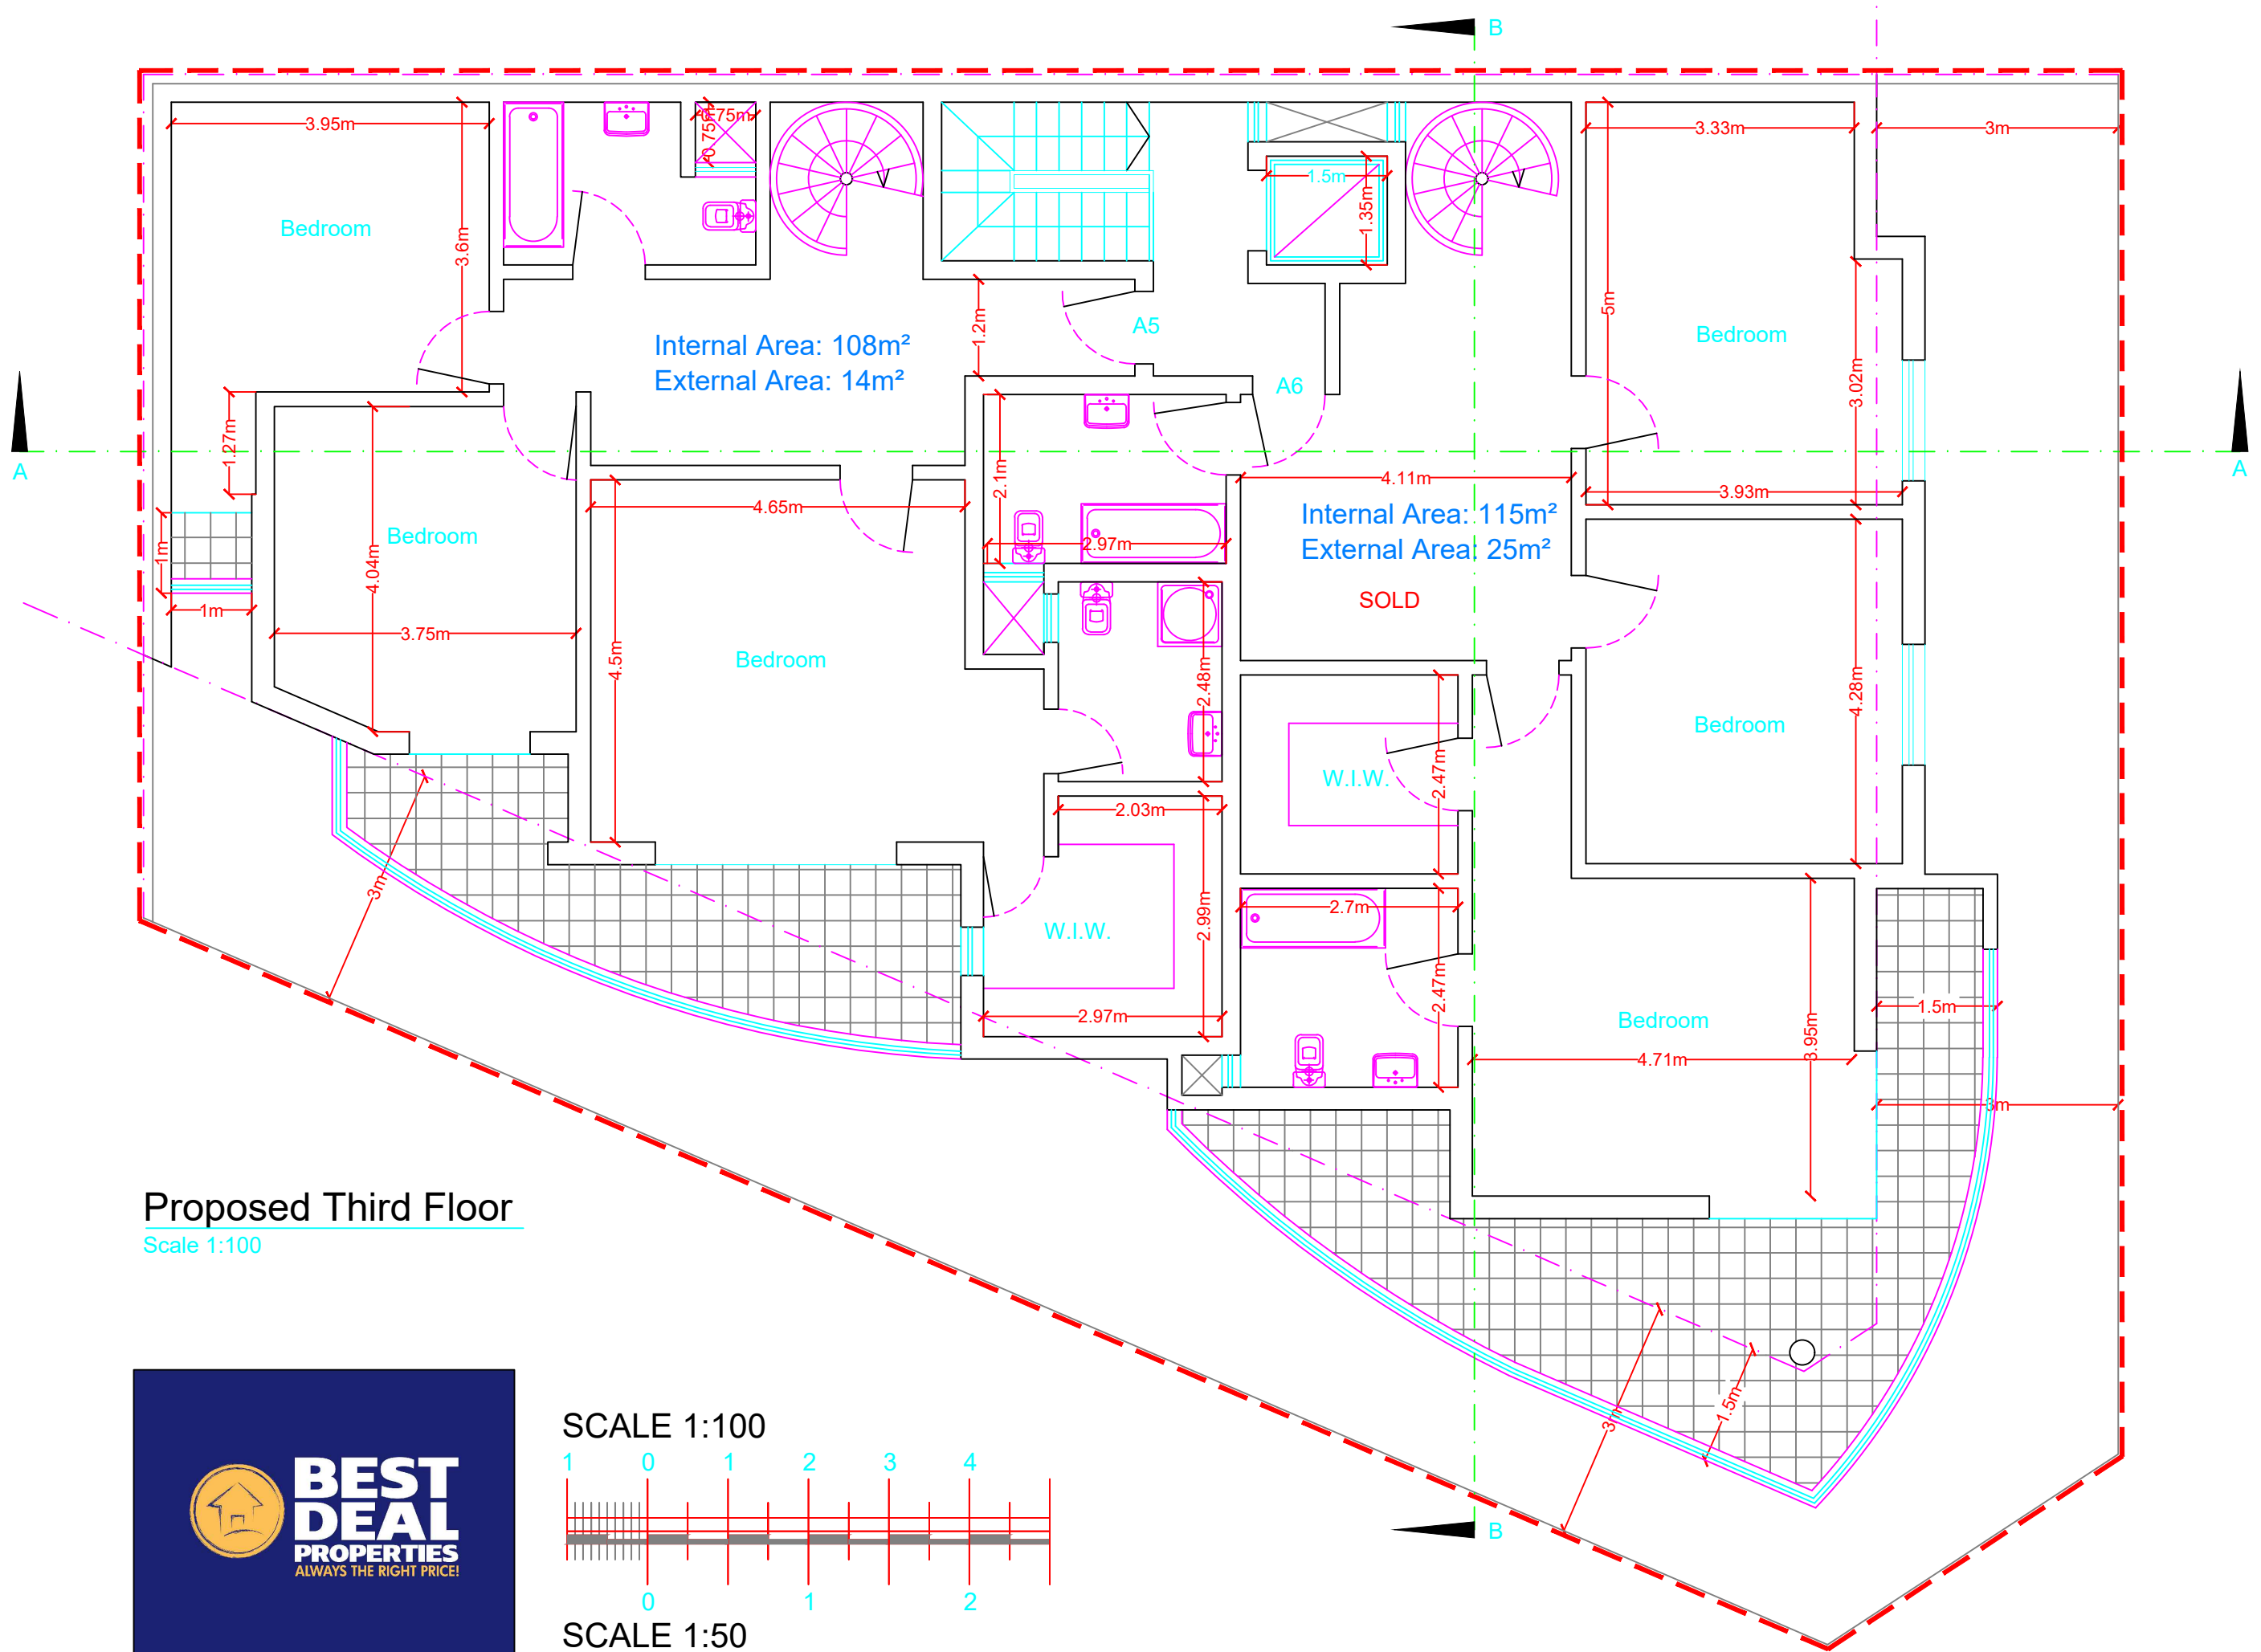 B
3.95m
0.75m
0.75m
3.33m
3m
1.5m
1.35m
Bedroom
3.6m
5m
Bedroom
A5
1.2m
Internal Area: 108m²
External Area: 14m²
A6
3.02m
1.27m
A
A
2.1m
4.11m
3.93m
4.65m
Internal Area: 115m²
External Area: 25m²
Bedroom
2.97m
1m
4.04m
SOLD
1m
3.75m
4.5m
Bedroom
2.48m
4.28m
Bedroom
2.47m
W.I.W.
2.03m
3m
2.7m
2.99m
W.I.W.
2.47m
2.97m
1.5m
Bedroom
3.95m
4.71m
3m
Proposed Third Floor
Scale 1:100
3m
1.5m
B
BEST
DEAL
PROPERTIES
ALWAYS THE RIGHT PRICE!
SCALE 1:100
1 0 1 2 3 4
0 1 2
SCALE 1:50